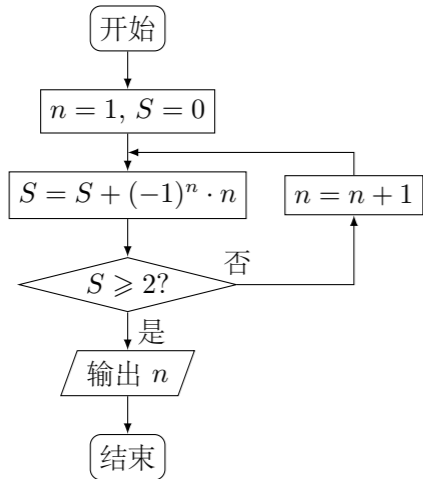 开始
n = 1, S = 0
S = S + (−1)ⁿ · n
n = n + 1
S ⩾ 2?
否
是
输出 n
结束